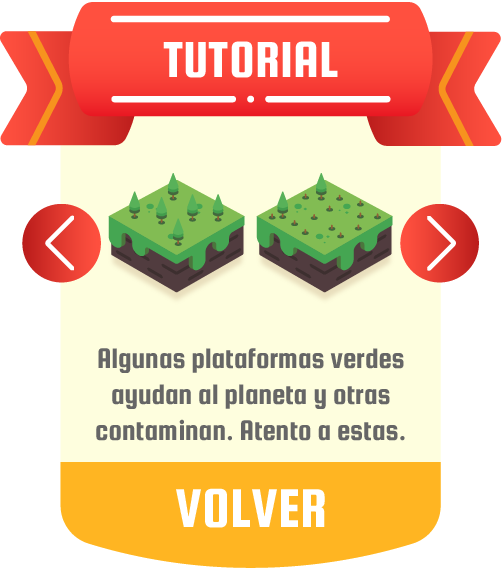 TUTORIAL
Algunas plataformas verdes
ayudan al planeta y otras
contaminan. Atento a estas.
VOLVER